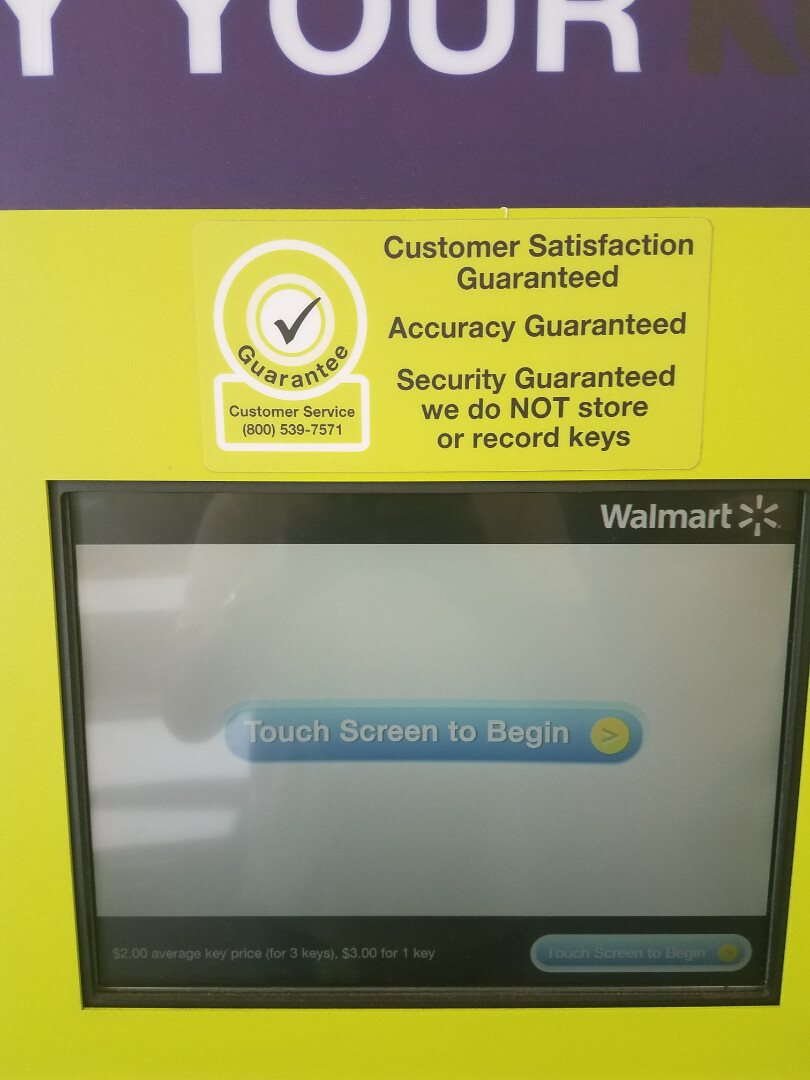 Y YOUR
Customer Satisfaction
Guaranteed
Accuracy Guaranteed
Security Guaranteed
we do NOT store
or record keys
Guarantee
Customer Service
(800) 539-7571
Walmart
Touch Screen to Begin >
$2.00 average key price (for 3 keys), $3.00 for 1 key
Touch Screen to Begin